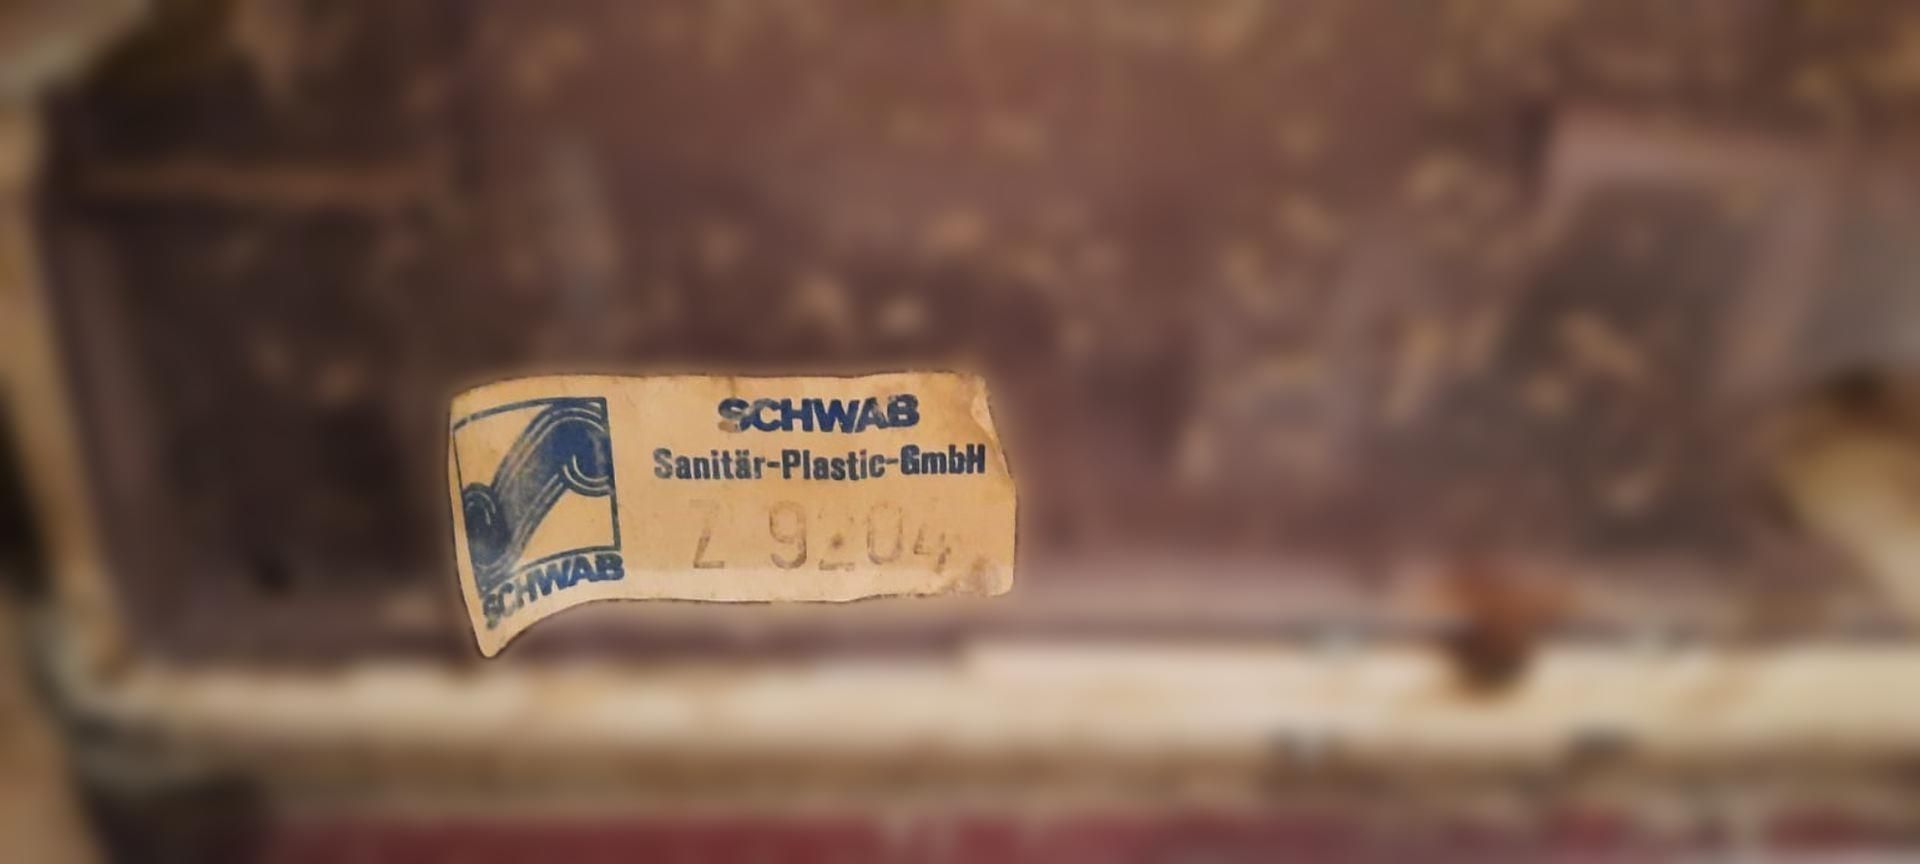 SCHWAB
Sanitär-Plastic-GmbH
Z 9204
SCHWAB